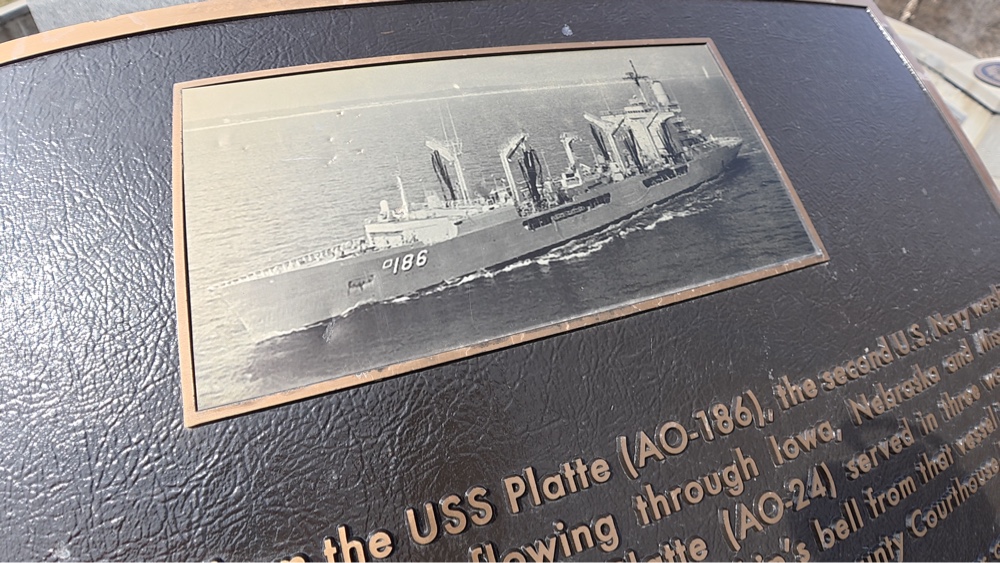 186
the USS Platte (AO-186), the second U.S. Navy
flowing through Iowa, Nebraska and
Platte (AO-24) served in three
bell from that vessel
Courthouse